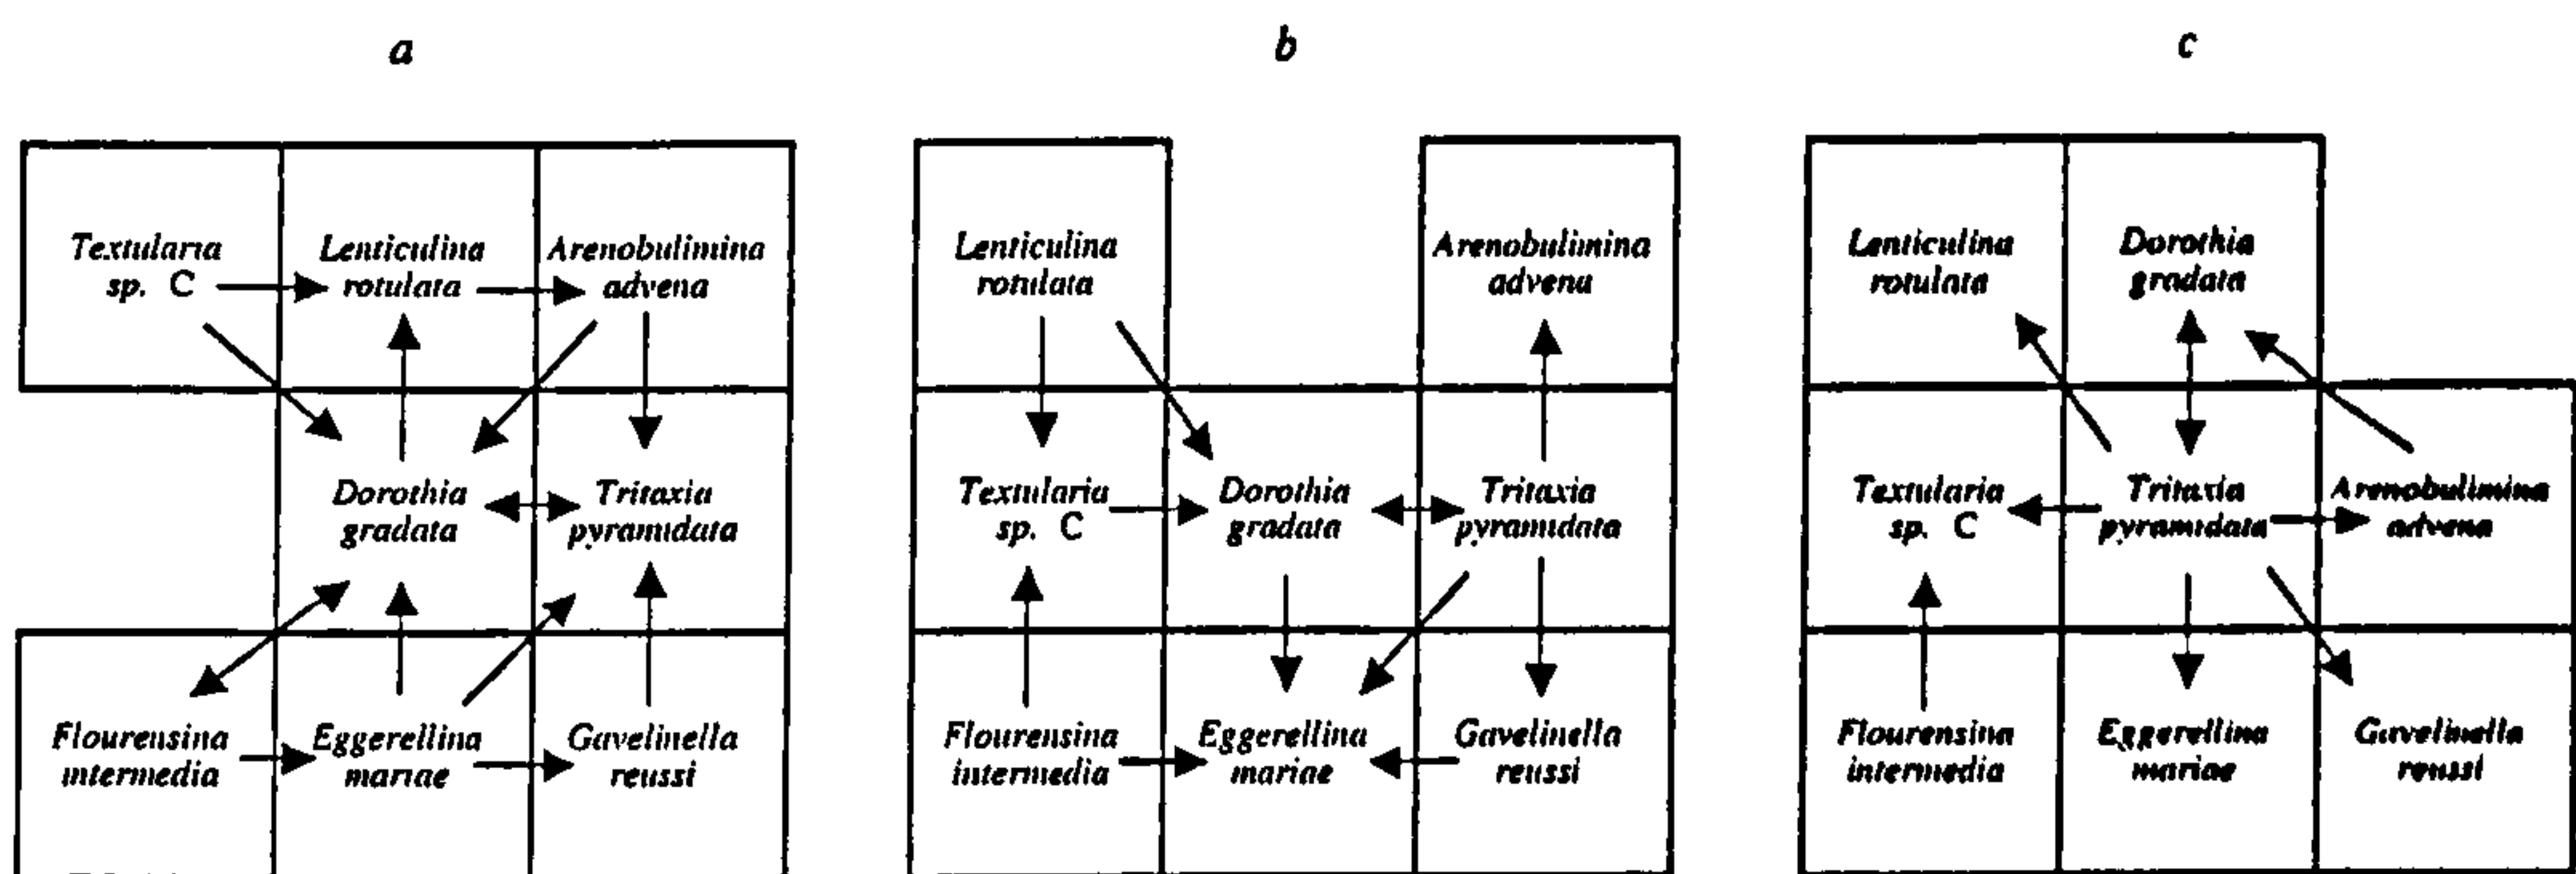 a
b
c
Textularia
sp. C
Lenticulina
rotulata
Arenobulimina
advena
Dorothia
gradata
Tritaxia
pyramidata
Flourensina
intermedia
Eggerellina
mariae
Gavelinella
reussi
Lenticulina
rotulata
Arenobulimina
advena
Textularia
sp. C
Dorothia
gradata
Tritaxia
pyramidata
Flourensina
intermedia
Eggerellina
mariae
Gavelinella
reussi
Lenticulina
rotulata
Dorothia
gradata
Textularia
sp. C
Tritaxia
pyramidata
Arenobulimina
advena
Flourensina
intermedia
Eggerellina
mariae
Gavelinella
reussi